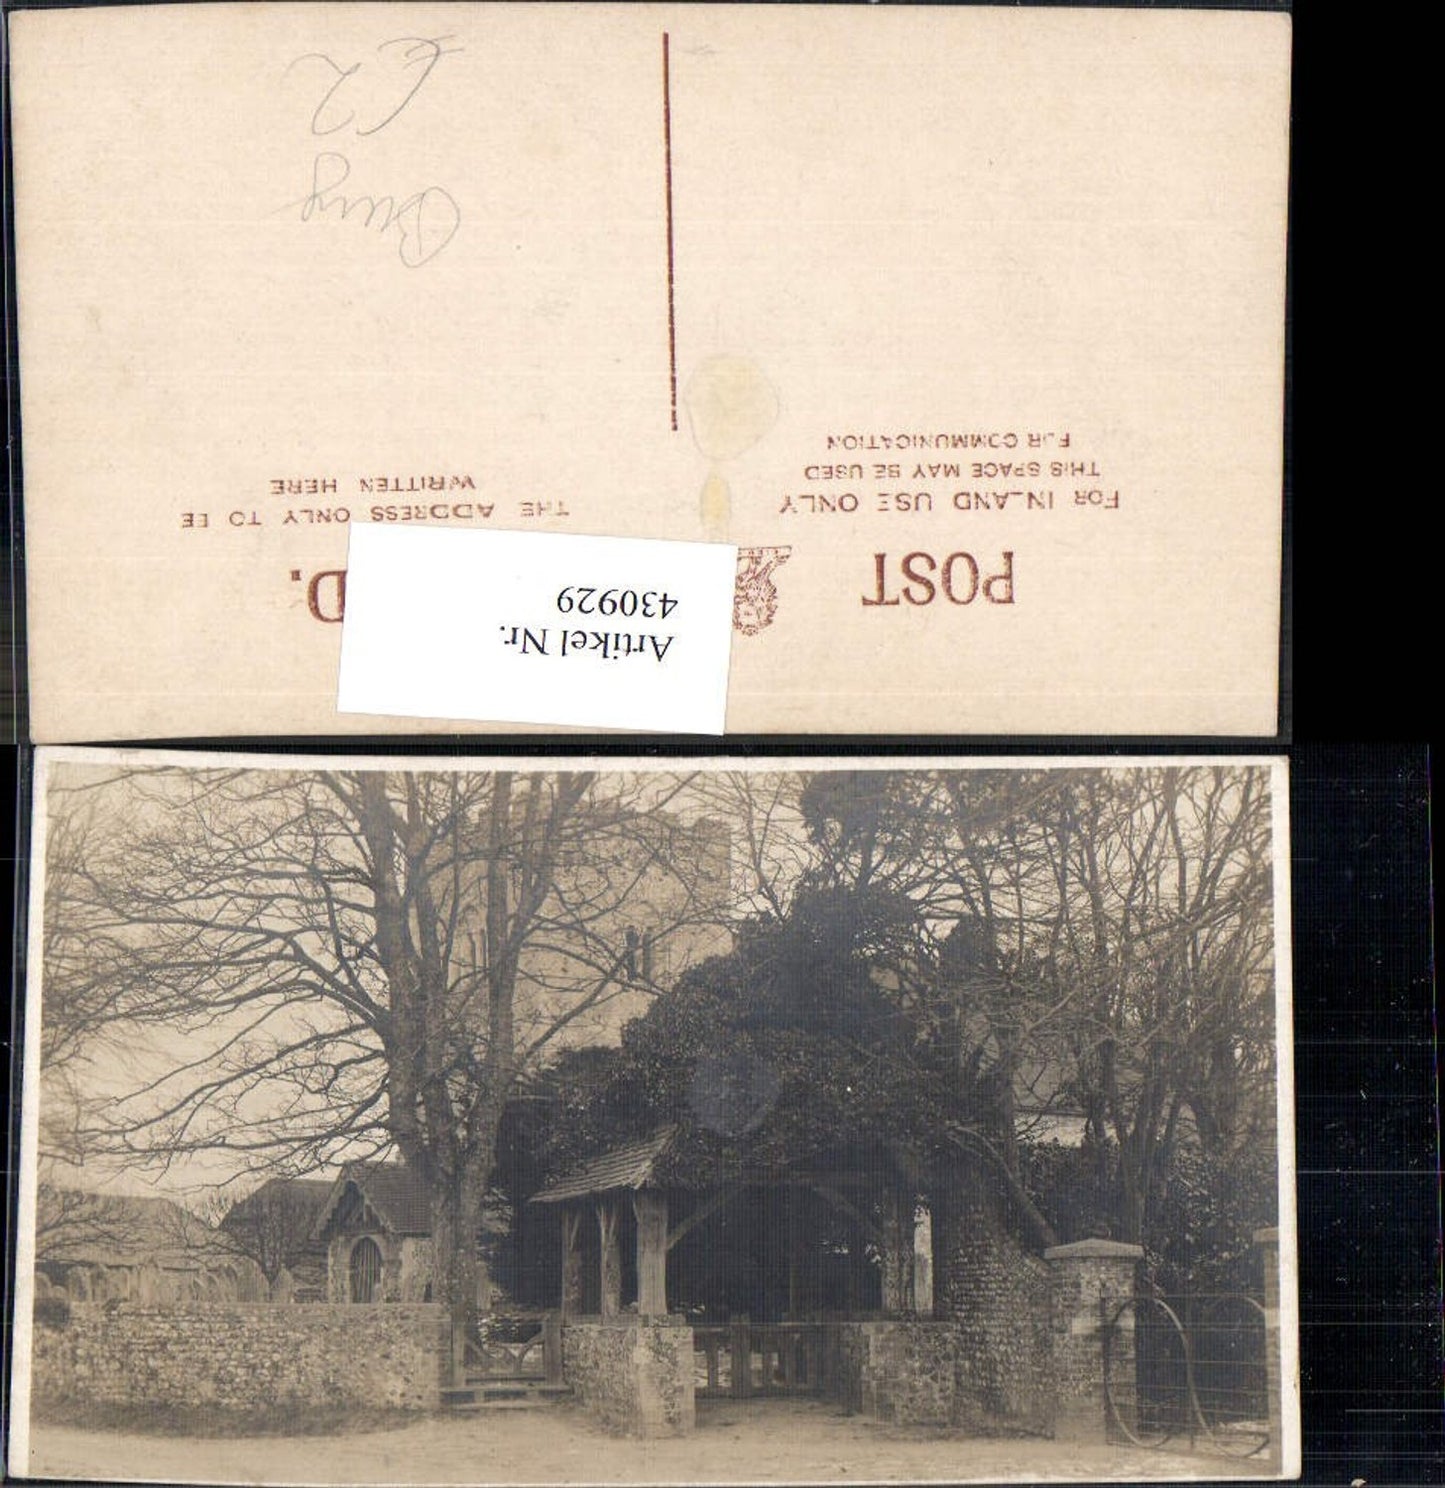 POST
D.
FOR INLAND USE ONLY
THIS SPACE MAY BE USED
FOR COMMUNICATION
THE ADDRESS ONLY TO BE
WRITTEN HERE
Artikel Nr.
430929
£2